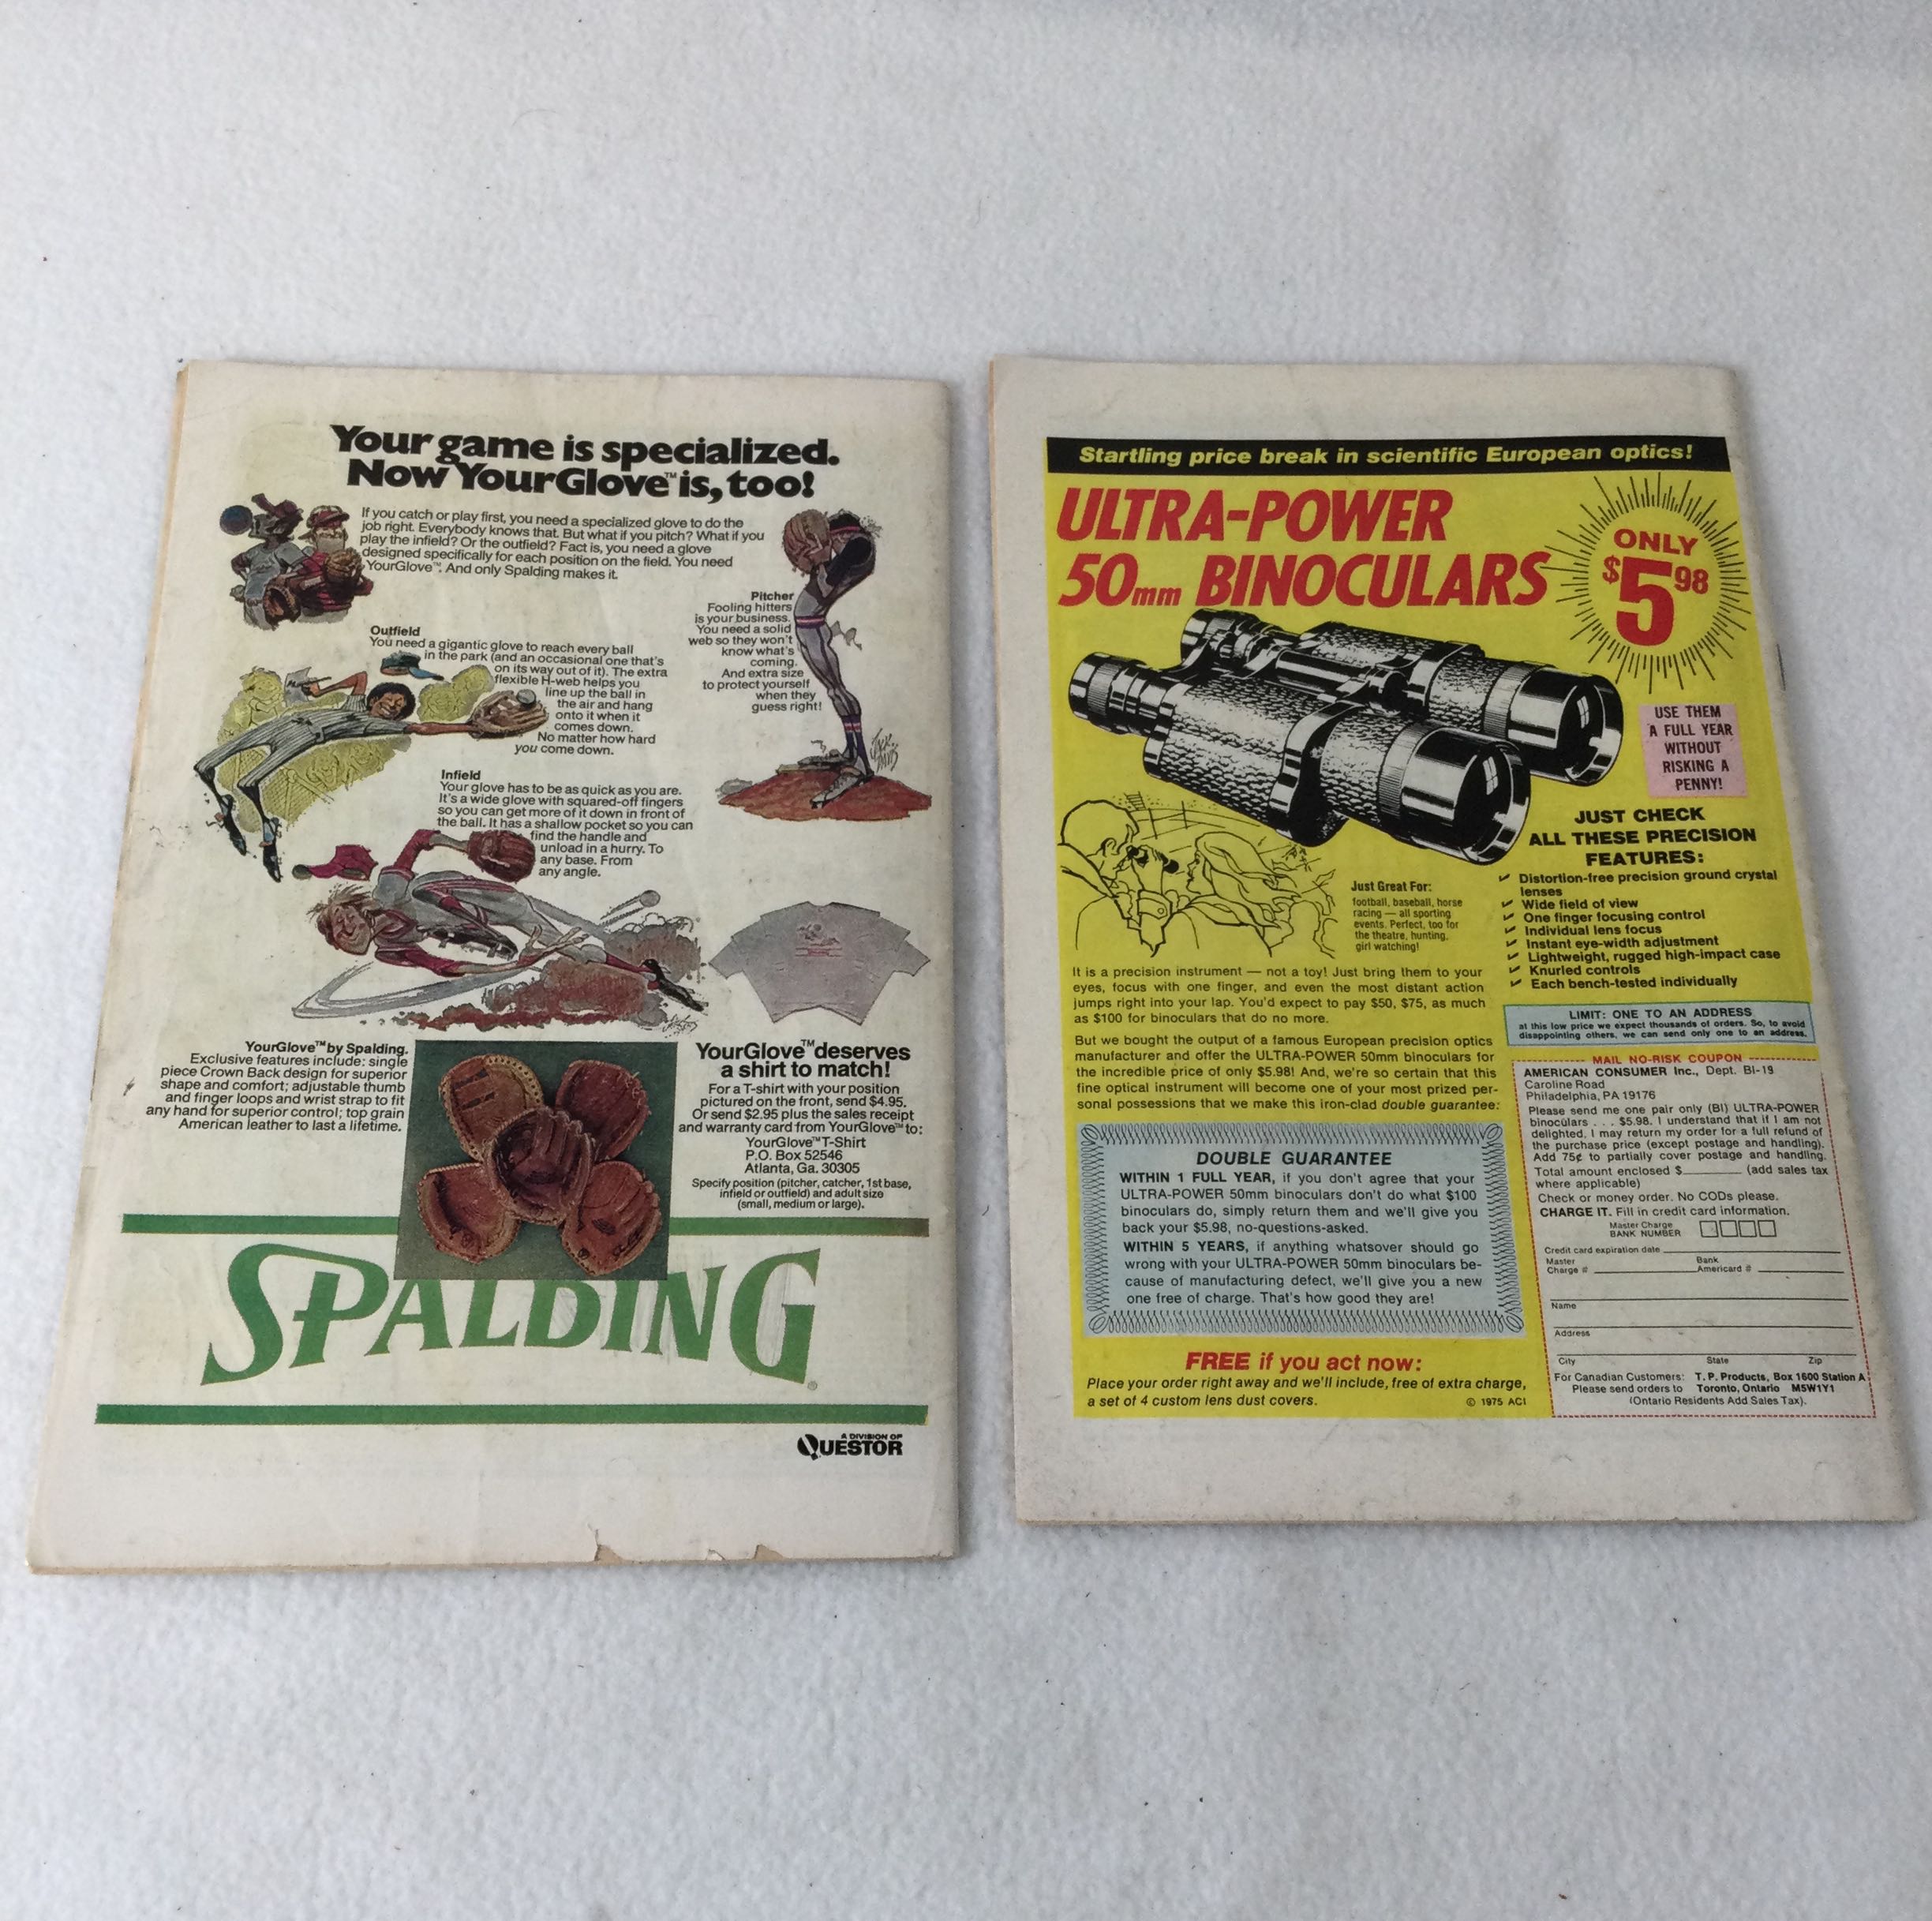 Your game is specialized.
Now YourGlove™ is, too!
If you catch or play first, you need a specialized glove to do the
job right. Everybody knows that. But what if you pitch? What if you
play the infield? Or the outfield? Fact is, you need a glove
designed specifically for each position on the field. You need
YourGlove™. And only Spalding makes it.
Pitcher
Fooling hitters
is your business.
You need a solid
web so they won't
know what's
coming.
And extra size
to protect yourself
when they
guess right!
Outfield
You need a gigantic glove to reach every ball
in the park (and an occasional one that's
on its way out of it). The extra
flexible H-web helps you
line up the ball in
the air and hang
onto it when it
comes down.
No matter how hard
you come down.
Infield
Your glove has to be as quick as you are.
It's a wide glove with squared-off fingers
so you can get more of it down in front of
the ball. It has a shallow pocket so you can
find the handle and
unload in a hurry. To
any base. From
any angle.
YourGlove™ by Spalding.
Exclusive features include: single
piece Crown Back design for superior
shape and comfort; adjustable thumb
and finger loops and wrist strap to fit
any hand for superior control; top grain
American leather to last a lifetime.
YourGlove™ deserves
a shirt to match!
For a T-shirt with your position
pictured on the front, send $4.95.
Or send $2.95 plus the sales receipt
and warranty card from YourGlove™ to:
YourGlove™ T-Shirt
P.O. Box 52546
Atlanta, Ga. 30305
Specify position (pitcher, catcher, 1st base,
infield or outfield) and adult size
(small, medium or large).
SPALDING®
A DIVISION OF
QUESTOR
Startling price break in scientific European optics!
ULTRA-POWER
50mm BINOCULARS
ONLY
$5 98
USE THEM
A FULL YEAR
WITHOUT
RISKING A
PENNY!
JUST CHECK
ALL THESE PRECISION
FEATURES:
✓ Distortion-free precision ground crystal
lenses
✓ Wide field of view
✓ One finger focusing control
✓ Individual lens focus
✓ Instant eye-width adjustment
✓ Lightweight, rugged high-impact case
✓ Knurled controls
✓ Each bench-tested individually
Just Great For:
football, baseball, horse
racing — all sporting
events. Perfect, too for
the theatre, hunting,
girl watching!
It is a precision instrument — not a toy! Just bring them to your
eyes, focus with one finger, and even the most distant action
jumps right into your lap. You'd expect to pay $50, $75, as much
as $100 for binoculars that do no more.
But we bought the output of a famous European precision optics
manufacturer and offer the ULTRA-POWER 50mm binoculars for
the incredible price of only $5.98! And, we're so certain that this
fine optical instrument will become one of your most prized per-
sonal possessions that we make this iron-clad double guarantee:
DOUBLE GUARANTEE
WITHIN 1 FULL YEAR, if you don't agree that your
ULTRA-POWER 50mm binoculars don't do what $100
binoculars do, simply return them and we'll give you
back your $5.98, no-questions-asked.
WITHIN 5 YEARS, if anything whatsover should go
wrong with your ULTRA-POWER 50mm binoculars be-
cause of manufacturing defect, we'll give you a new
one free of charge. That's how good they are!
FREE if you act now:
Place your order right away and we'll include, free of extra charge,
a set of 4 custom lens dust covers.
© 1975 ACI
LIMIT: ONE TO AN ADDRESS
at this low price we expect thousands of orders. So, to avoid
disappointing others, we can send only one to an address.
MAIL NO-RISK COUPON
AMERICAN CONSUMER Inc., Dept. BI-19
Caroline Road
Philadelphia, PA 19176
Please send me one pair only (BI) ULTRA-POWER
binoculars . . . $5.98. I understand that if I am not
delighted, I may return my order for a full refund of
the purchase price (except postage and handling).
Add 75¢ to partially cover postage and handling.
Total amount enclosed $ (add sales tax
where applicable)
Check or money order. No CODs please.
CHARGE IT. Fill in credit card information.
Master Charge
BANK NUMBER
Credit card expiration date
Master Charge # Bank Americard #
Name
Address
City State Zip
For Canadian Customers: T. P. Products, Box 1600 Station A
Please send orders to Toronto, Ontario M5W1Y1
(Ontario Residents Add Sales Tax).